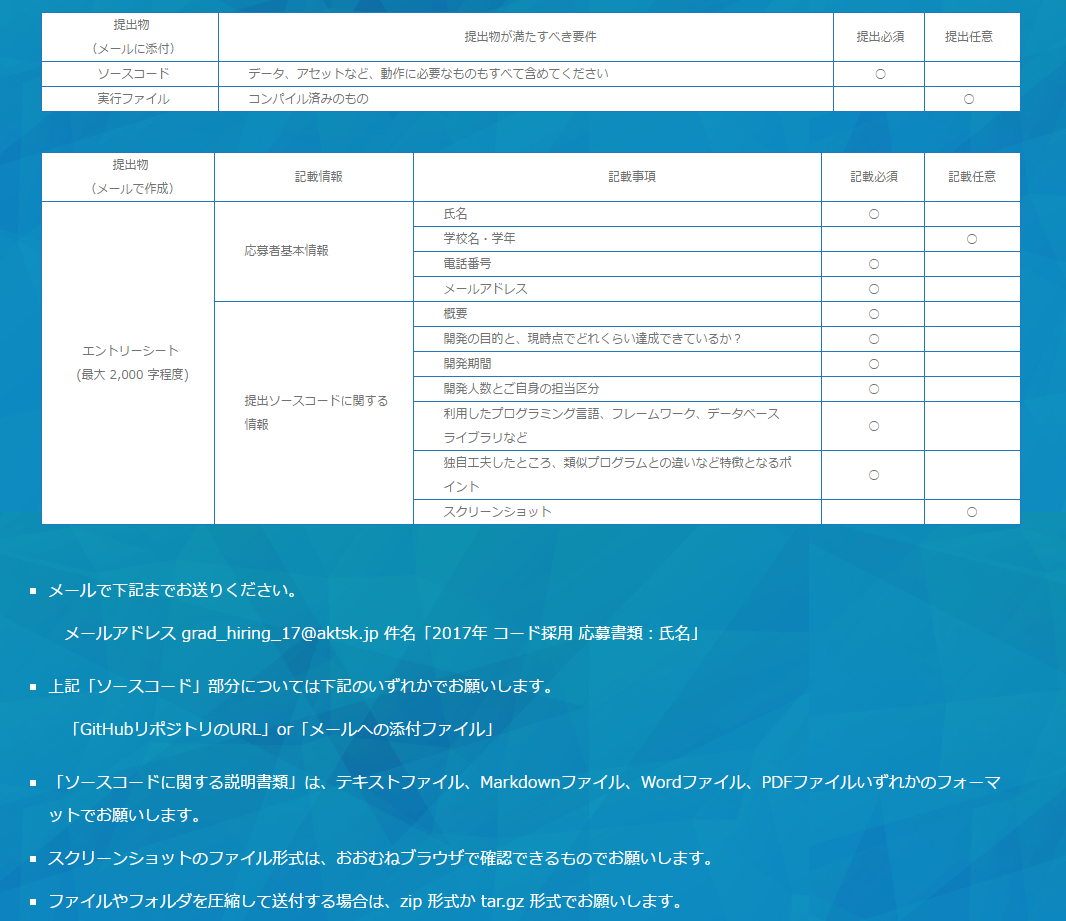 提出物
（メールに添付）
提出物が満たすべき要件
提出必須
提出任意
ソースコード
データ、アセットなど、動作に必要なものもすべて含めてください
○
実行ファイル
コンパイル済みのもの
○
提出物
（メールで作成）
記載情報
記載事項
記載必須
記載任意
エントリーシート
(最大 2,000 字程度)
応募者基本情報
氏名
○
学校名・学年
○
電話番号
○
メールアドレス
○
提出ソースコードに関する
情報
概要
○
開発の目的と、現時点でどれくらい達成できているか？
○
開発期間
○
開発人数とご自身の担当区分
○
利用したプログラミング言語、フレームワーク、データベース
ライブラリなど
○
独自工夫したところ、類似プログラムとの違いなど特徴となるポ
イント
○
スクリーンショット
○
▪ メールで下記までお送りください。
メールアドレス grad_hiring_17@aktsk.jp 件名「2017年 コード採用 応募書類：氏名」
▪ 上記「ソースコード」部分については下記のいずれかでお願いします。
「GitHubリポジトリのURL」or「メールへの添付ファイル」
▪ 「ソースコードに関する説明書類」は、テキストファイル、Markdownファイル、Wordファイル、PDFファイルいずれかのフォーマ
ットでお願いします。
▪ スクリーンショットのファイル形式は、おおむねブラウザで確認できるものでお願いします。
▪ ファイルやフォルダを圧縮して送付する場合は、zip 形式か tar.gz 形式でお願いします。